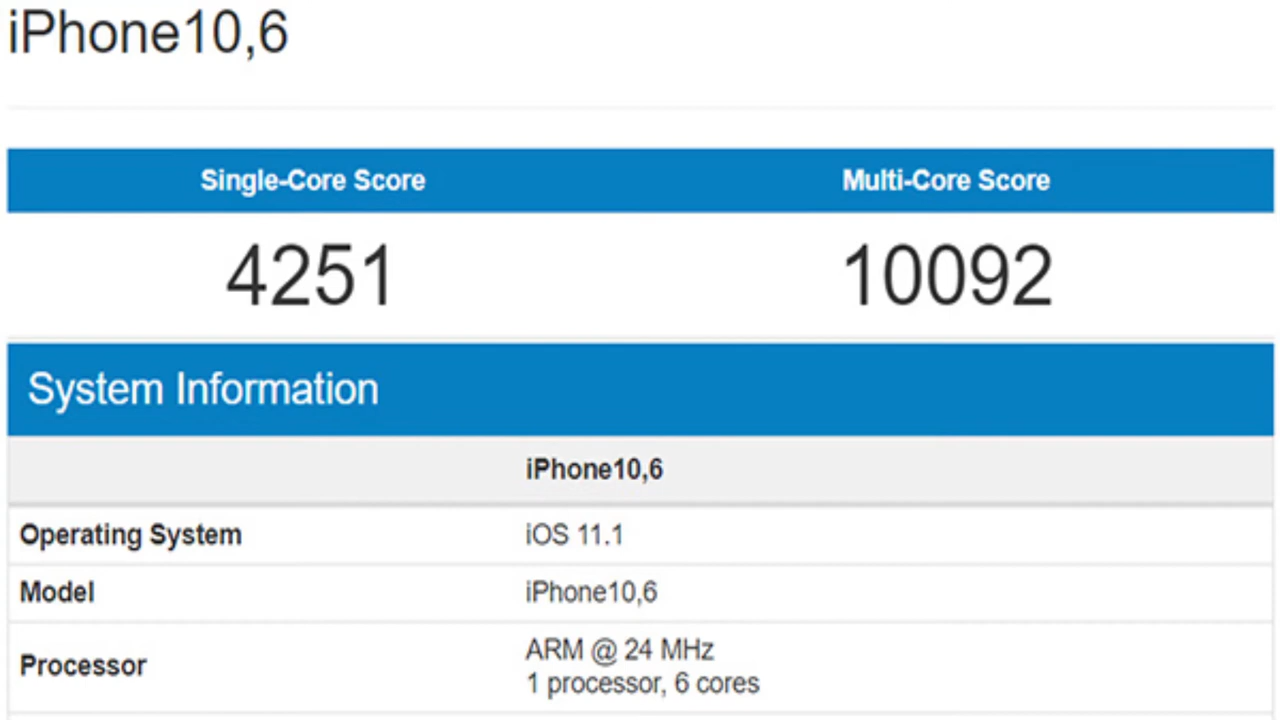 iPhone10,6
Single-Core Score Multi-Core Score
4251 10092
System Information
iPhone10,6
Operating System iOS 11.1
Model iPhone10,6
Processor ARM @ 24 MHz
1 processor, 6 cores